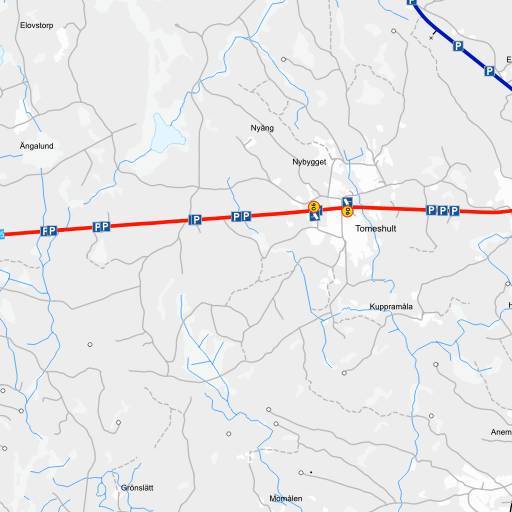 Elovstorp
P
P
P
Ängalund
Nyäng
Nybygget
Tomeshult
P
P
P
P
P
P
P
P
P
Kuppramåla
Anem
Grönslätt
Momålen